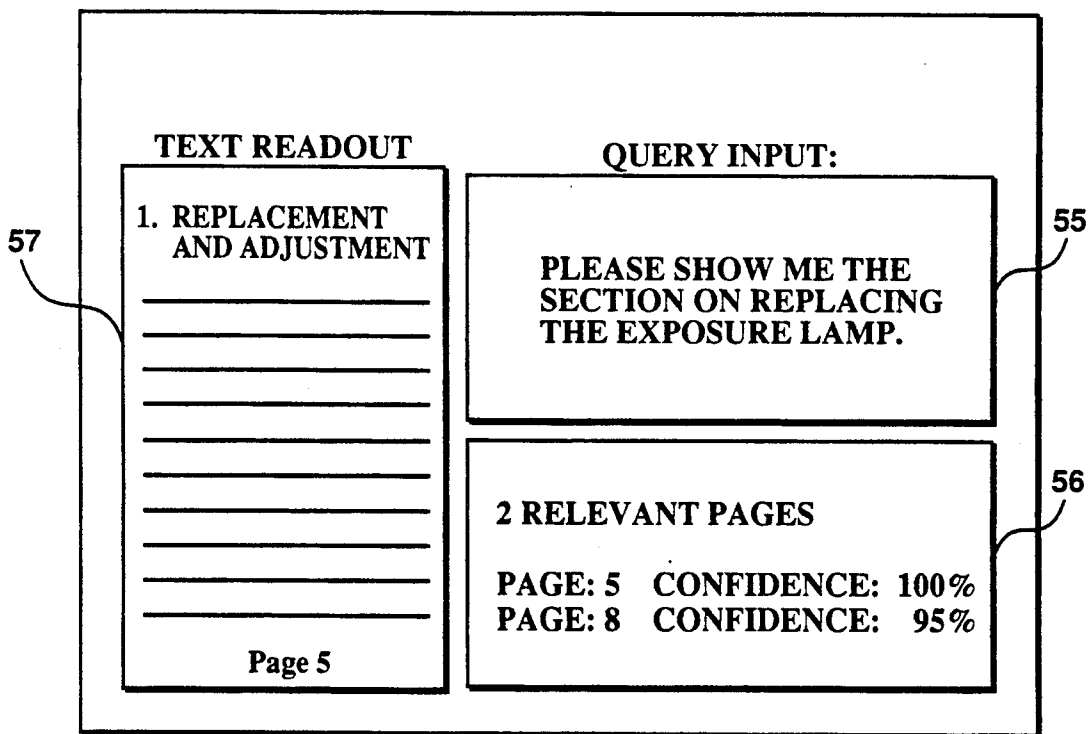 TEXT READOUT
1. REPLACEMENT
AND ADJUSTMENT
Page 5
57
QUERY INPUT:
PLEASE SHOW ME THE
SECTION ON REPLACING
THE EXPOSURE LAMP.
55
2 RELEVANT PAGES
PAGE: 5 CONFIDENCE: 100%
PAGE: 8 CONFIDENCE: 95%
56